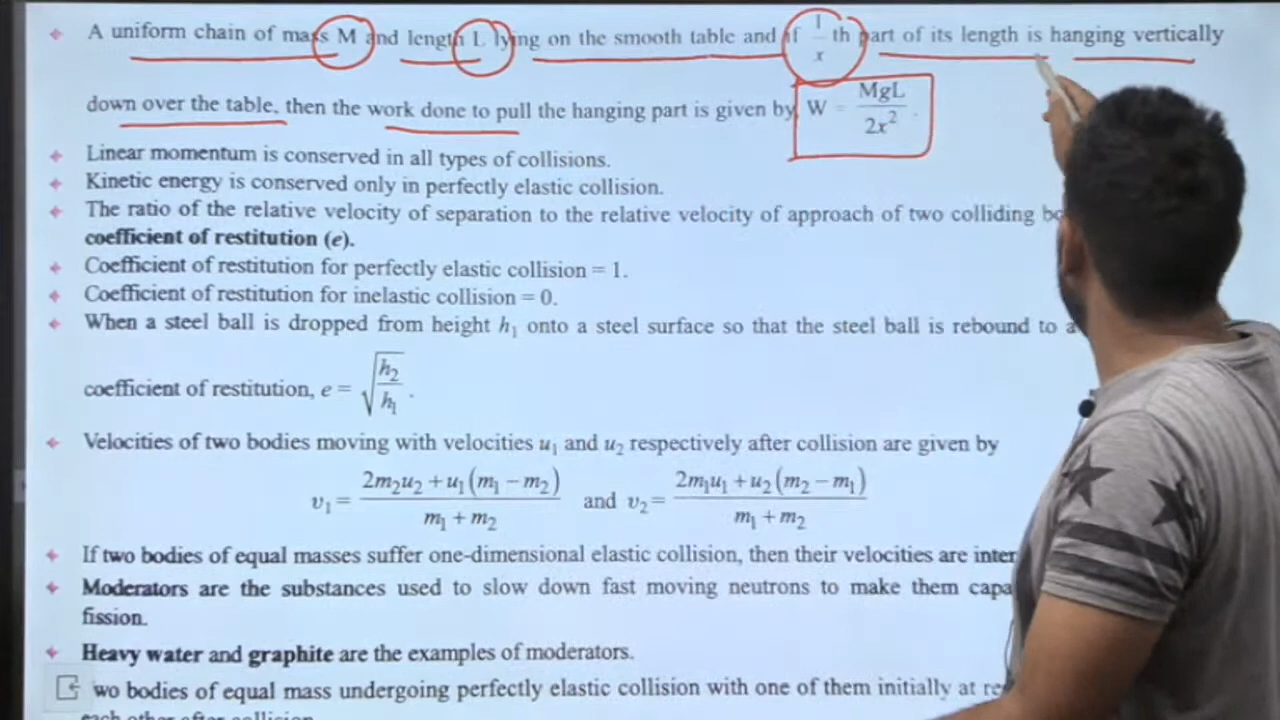 A uniform chain of mass M and length L lying on the smooth table and if 1/x th part of its length is hanging vertically
down over the table, then the work done to pull the hanging part is given by W = MgL/2x².
Linear momentum is conserved in all types of collisions.
Kinetic energy is conserved only in perfectly elastic collision.
The ratio of the relative velocity of separation to the relative velocity of approach of two colliding
coefficient of restitution (e).
Coefficient of restitution for perfectly elastic collision = 1.
Coefficient of restitution for inelastic collision = 0.
When a steel ball is dropped from height h₁ onto a steel surface so that the steel ball is rebound to
coefficient of restitution, e = √(h₂/h₁).
Velocities of two bodies moving with velocities u₁ and u₂ respectively after collision are given by
υ₁ = (2m₂u₂ + u₁(m₁ − m₂))/(m₁ + m₂) and υ₂ = (2m₁u₁ + u₂(m₂ − m₁))/(m₁ + m₂)
If two bodies of equal masses suffer one-dimensional elastic collision, then their velocities are inter
Moderators are the substances used to slow down fast moving neutrons to make them capa
fission.
Heavy water and graphite are the examples of moderators.
wo bodies of equal mass undergoing perfectly elastic collision with one of them initially at re
each other after collision